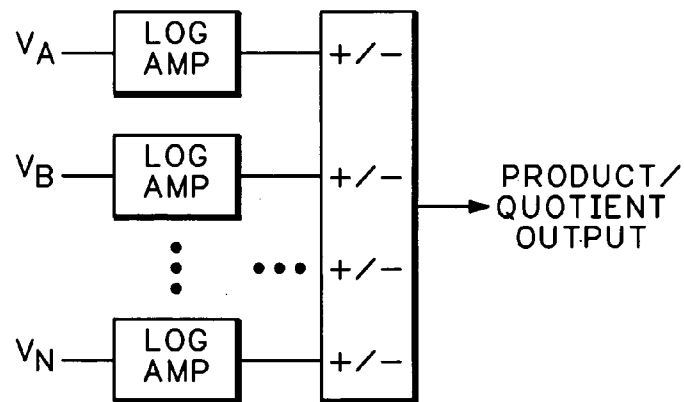 VA
LOG
AMP
+/−
VB
LOG
AMP
+/−
PRODUCT/
QUOTIENT
OUTPUT
+/−
VN
LOG
AMP
+/−